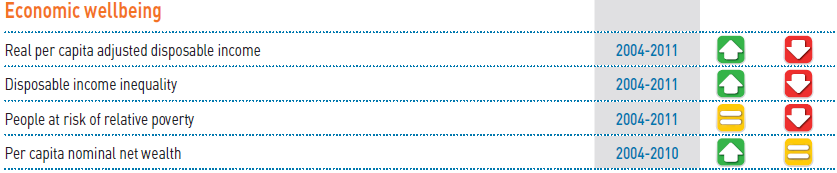 Economic wellbeing
Real per capita adjusted disposable income 2004-2011
Disposable income inequality 2004-2011
People at risk of relative poverty 2004-2011
Per capita nominal net wealth 2004-2010